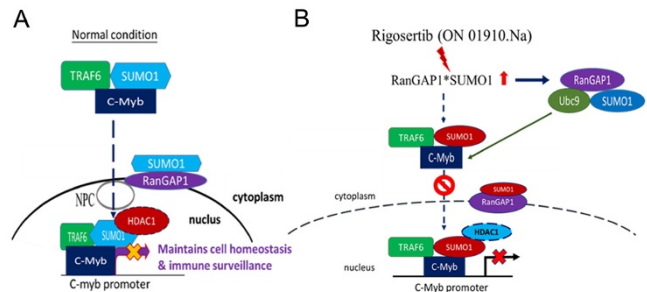 A
Normal condition
TRAF6
SUMO1
C-Myb
SUMO1
RanGAP1
NPC
cytoplasm
nuclus
HDAC1
TRAF6
SUMO1
C-Myb
Maintains cell homeostasis
& immune surveillance
C-myb promoter
B
Rigosertib (ON 01910.Na)
RanGAP1*SUMO1
RanGAP1
Ubc9
SUMO1
TRAF6
SUMO1
C-Myb
cytoplasm
SUMO1
RanGAP1
HDAC1
TRAF6
SUMO1
nucleus
C-Myb
C-Myb promoter